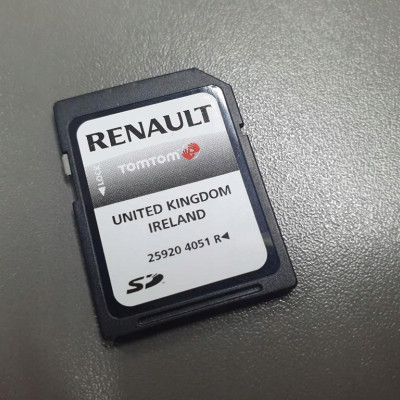 RENAULT
TOMTOM
◀LOCK
UNITED KINGDOM
IRELAND
25920 4051 R◀
SD